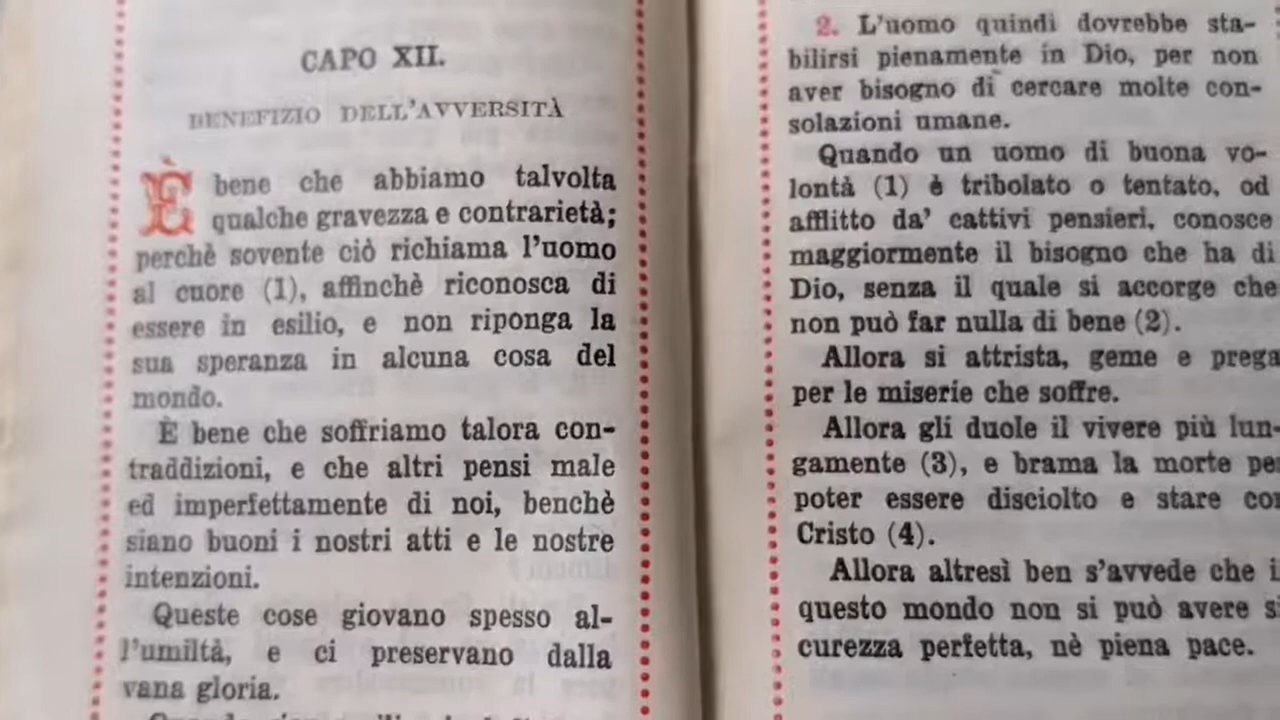 CAPO XII.
BENEFIZIO DELL'AVVERSITÀ
È bene che abbiamo talvolta
qualche gravezza e contrarietà;
perchè sovente ciò richiama l'uomo
al cuore (1), affinchè riconosca di
essere in esilio, e non riponga la
sua speranza in alcuna cosa del
mondo.
È bene che soffriamo talora con-
traddizioni, e che altri pensi male
ed imperfettamente di noi, benchè
siano buoni i nostri atti e le nostre
intenzioni.
Queste cose giovano spesso al-
l'umiltà, e ci preservano dalla
vana gloria.
2. L'uomo quindi dovrebbe sta-
bilirsi pienamente in Dio, per non
aver bisogno di cercare molte con-
solazioni umane.
Quando un uomo di buona vo-
lontà (1) è tribolato o tentato, od
afflitto da' cattivi pensieri, conosce
maggiormente il bisogno che ha di
Dio, senza il quale si accorge che
non può far nulla di bene (2).
Allora si attrista, geme e prega
per le miserie che soffre.
Allora gli duole il vivere più lun-
gamente (3), e brama la morte pe
poter essere disciolto e stare co
Cristo (4).
Allora altresì ben s'avvede che i
questo mondo non si può avere s
curezza perfetta, nè piena pace.